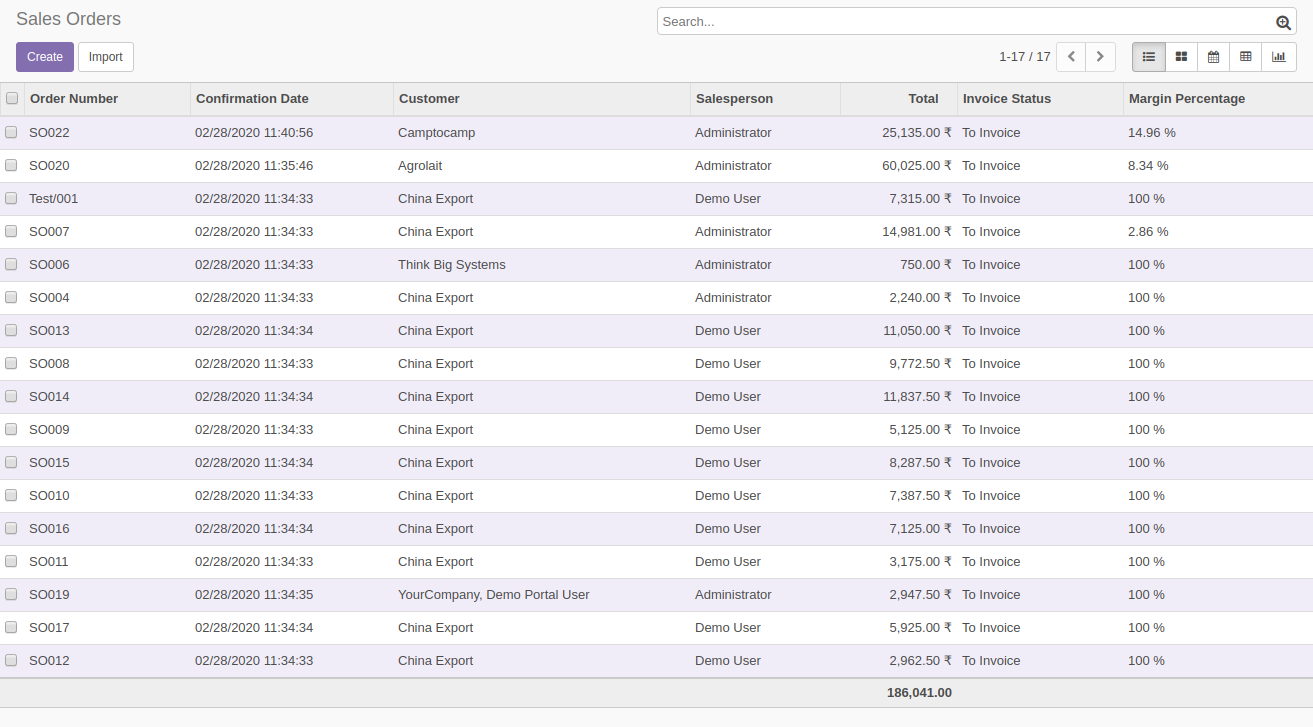 Sales Orders
Search...
Create Import 1-17 / 17
Order Number Confirmation Date Customer Salesperson Total Invoice Status Margin Percentage
SO022 02/28/2020 11:40:56 Camptocamp Administrator 25,135.00 ₹ To Invoice 14.96 %
SO020 02/28/2020 11:35:46 Agrolait Administrator 60,025.00 ₹ To Invoice 8.34 %
Test/001 02/28/2020 11:34:33 China Export Demo User 7,315.00 ₹ To Invoice 100 %
SO007 02/28/2020 11:34:33 China Export Administrator 14,981.00 ₹ To Invoice 2.86 %
SO006 02/28/2020 11:34:33 Think Big Systems Administrator 750.00 ₹ To Invoice 100 %
SO004 02/28/2020 11:34:33 China Export Administrator 2,240.00 ₹ To Invoice 100 %
SO013 02/28/2020 11:34:34 China Export Demo User 11,050.00 ₹ To Invoice 100 %
SO008 02/28/2020 11:34:33 China Export Demo User 9,772.50 ₹ To Invoice 100 %
SO014 02/28/2020 11:34:34 China Export Demo User 11,837.50 ₹ To Invoice 100 %
SO009 02/28/2020 11:34:33 China Export Demo User 5,125.00 ₹ To Invoice 100 %
SO015 02/28/2020 11:34:34 China Export Demo User 8,287.50 ₹ To Invoice 100 %
SO010 02/28/2020 11:34:33 China Export Demo User 7,387.50 ₹ To Invoice 100 %
SO016 02/28/2020 11:34:34 China Export Demo User 7,125.00 ₹ To Invoice 100 %
SO011 02/28/2020 11:34:33 China Export Demo User 3,175.00 ₹ To Invoice 100 %
SO019 02/28/2020 11:34:35 YourCompany, Demo Portal User Administrator 2,947.50 ₹ To Invoice 100 %
SO017 02/28/2020 11:34:34 China Export Demo User 5,925.00 ₹ To Invoice 100 %
SO012 02/28/2020 11:34:33 China Export Demo User 2,962.50 ₹ To Invoice 100 %
186,041.00